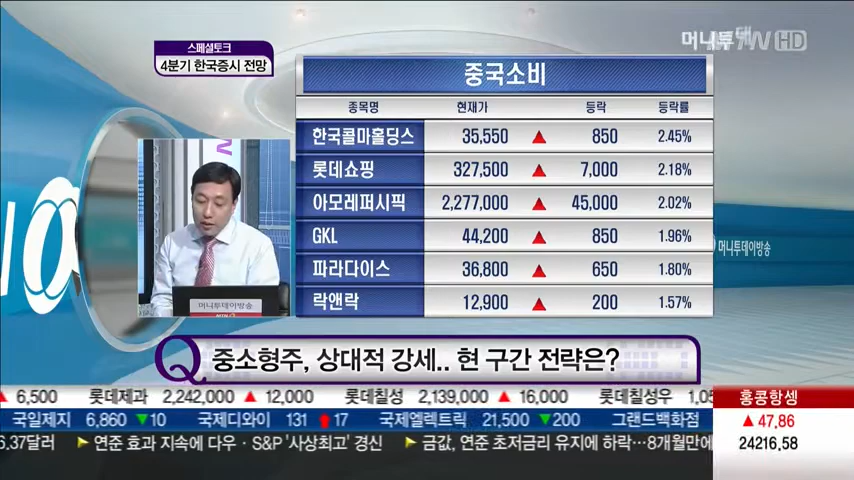 스페셜토크
4분기 한국증시 전망
머니투데
HD
중국소비
종목명 현재가 등락 등락률
한국콜마홀딩스 35,550 ▲ 850 2.45%
롯데쇼핑 327,500 ▲ 7,000 2.18%
아모레퍼시픽 2,277,000 ▲ 45,000 2.02%
GKL 44,200 ▲ 850 1.96%
파라다이스 36,800 ▲ 650 1.80%
락앤락 12,900 ▲ 200 1.57%
머니투데이방송
머니투데이방송
Q 중소형주, 상대적 강세.. 현 구간 전략은?
▲ 6,500 롯데제과 2,242,000 ▲ 12,000 롯데칠성 2,139,000 ▲ 16,000 롯데칠성우 1,05
국일제지 6,860 ▼10 국제디와이 131 ↑17 국제엘렉트릭 21,500 ▼200 그랜드백화점
6.37달러 ▶ 연준 효과 지속에 다우·S&P '사상최고' 경신 ▶ 금값, 연준 초저금리 유지에 하락…8개월만에
홍콩항셍
▲ 47.86
24216.58